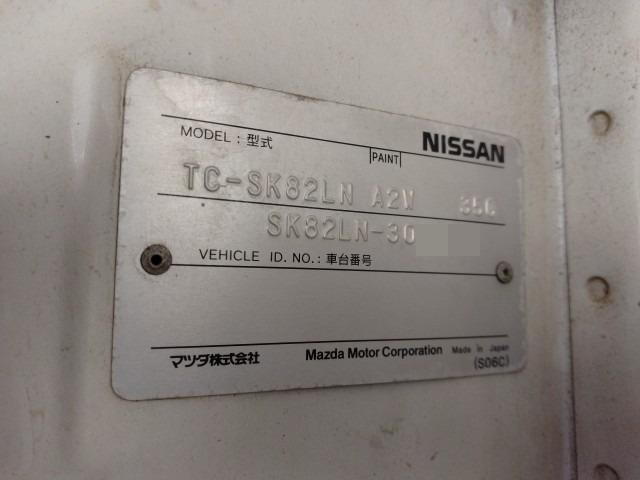 MODEL : 型式
PAINT
NISSAN
TC-SK82LN A2W 35G
SK82LN-30
VEHICLE ID. NO. : 車台番号
マツダ株式会社 Mazda Motor Corporation Made in Japan
(S06C)